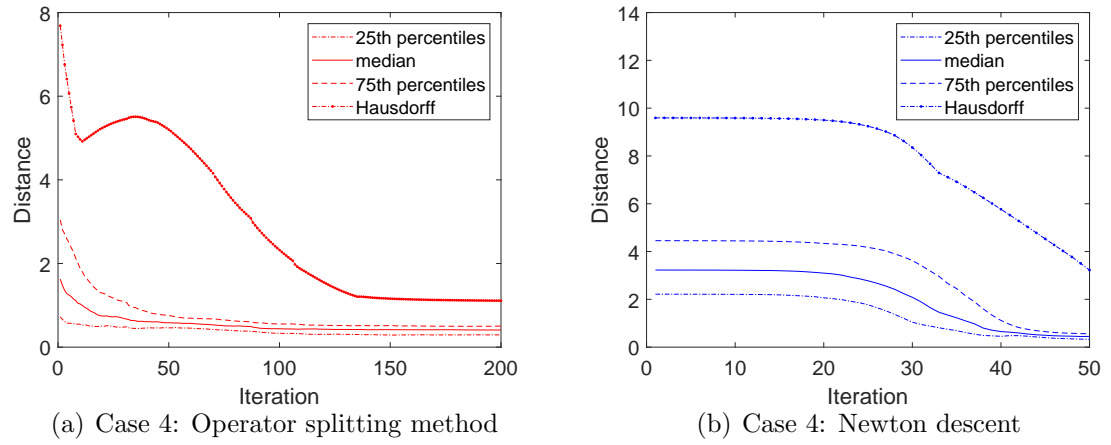 8
6
4
2
0
Distance
25th percentiles
median
75th percentiles
Hausdorff
0 50 100 150 200
Iteration
(a) Case 4: Operator splitting method
14
12
10
8
6
4
2
0
Distance
25th percentiles
median
75th percentiles
Hausdorff
0 10 20 30 40 50
Iteration
(b) Case 4: Newton descent